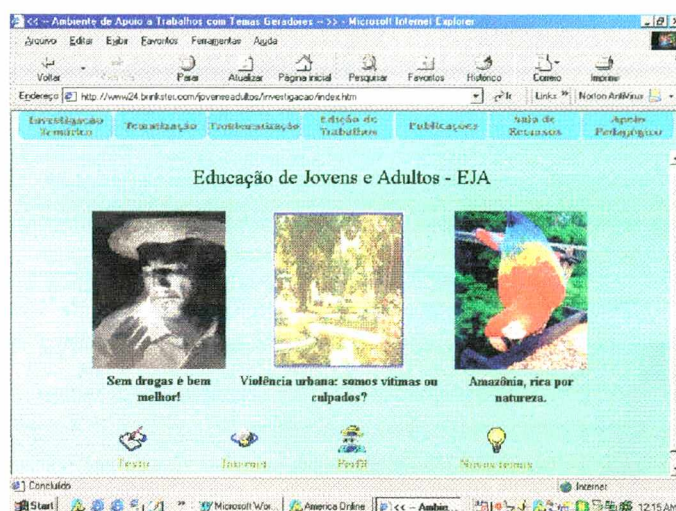 << -- Ambiente de Apoio a Trabalhos com Temas Geradores -- >> - Microsoft Internet Explorer
Arquivo Editar Exibir Favoritos Ferramentas Ajuda
Voltar Parar Atualizar Página inicial Pesquisar Favoritos Histórico Correio Imprimir
Endereço http://www24.brinkster.com/jovenseadultos/investigacao/index.htm Ir Links » Norton AntiVirus
Investigação Temática Tematização Problematização Edição de Trabalhos Publicações Sala de Recursos Apoio Pedagógico
Educação de Jovens e Adultos - EJA
Sem drogas é bem melhor!
Violência urbana: somos vítimas ou culpados?
Amazônia, rica por natureza.
Texto Internet Perfil Novos temas
Concluído Internet
Start » Microsoft Wor... America Online << -- Ambien... 12:15 AM